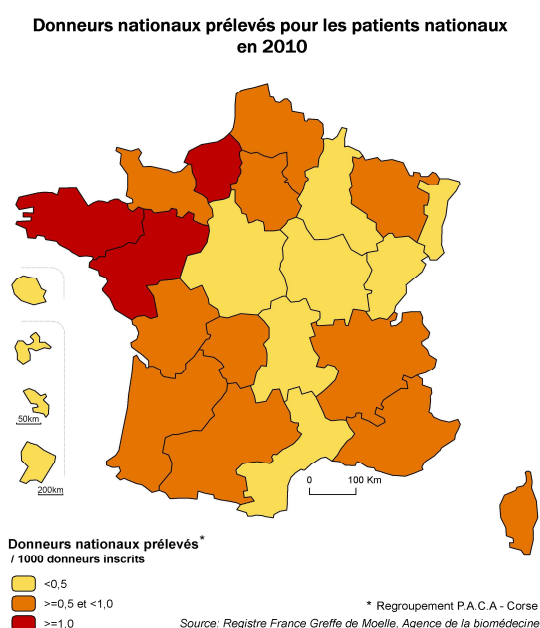 Donneurs nationaux prélevés pour les patients nationaux
en 2010
50km
200km
0 100 Km
Donneurs nationaux prélevés*
/ 1000 donneurs inscrits
<0,5
>=0,5 et <1,0
>=1,0
* Regroupement P.A.C.A - Corse
Source: Registre France Greffe de Moelle, Agence de la biomédecine